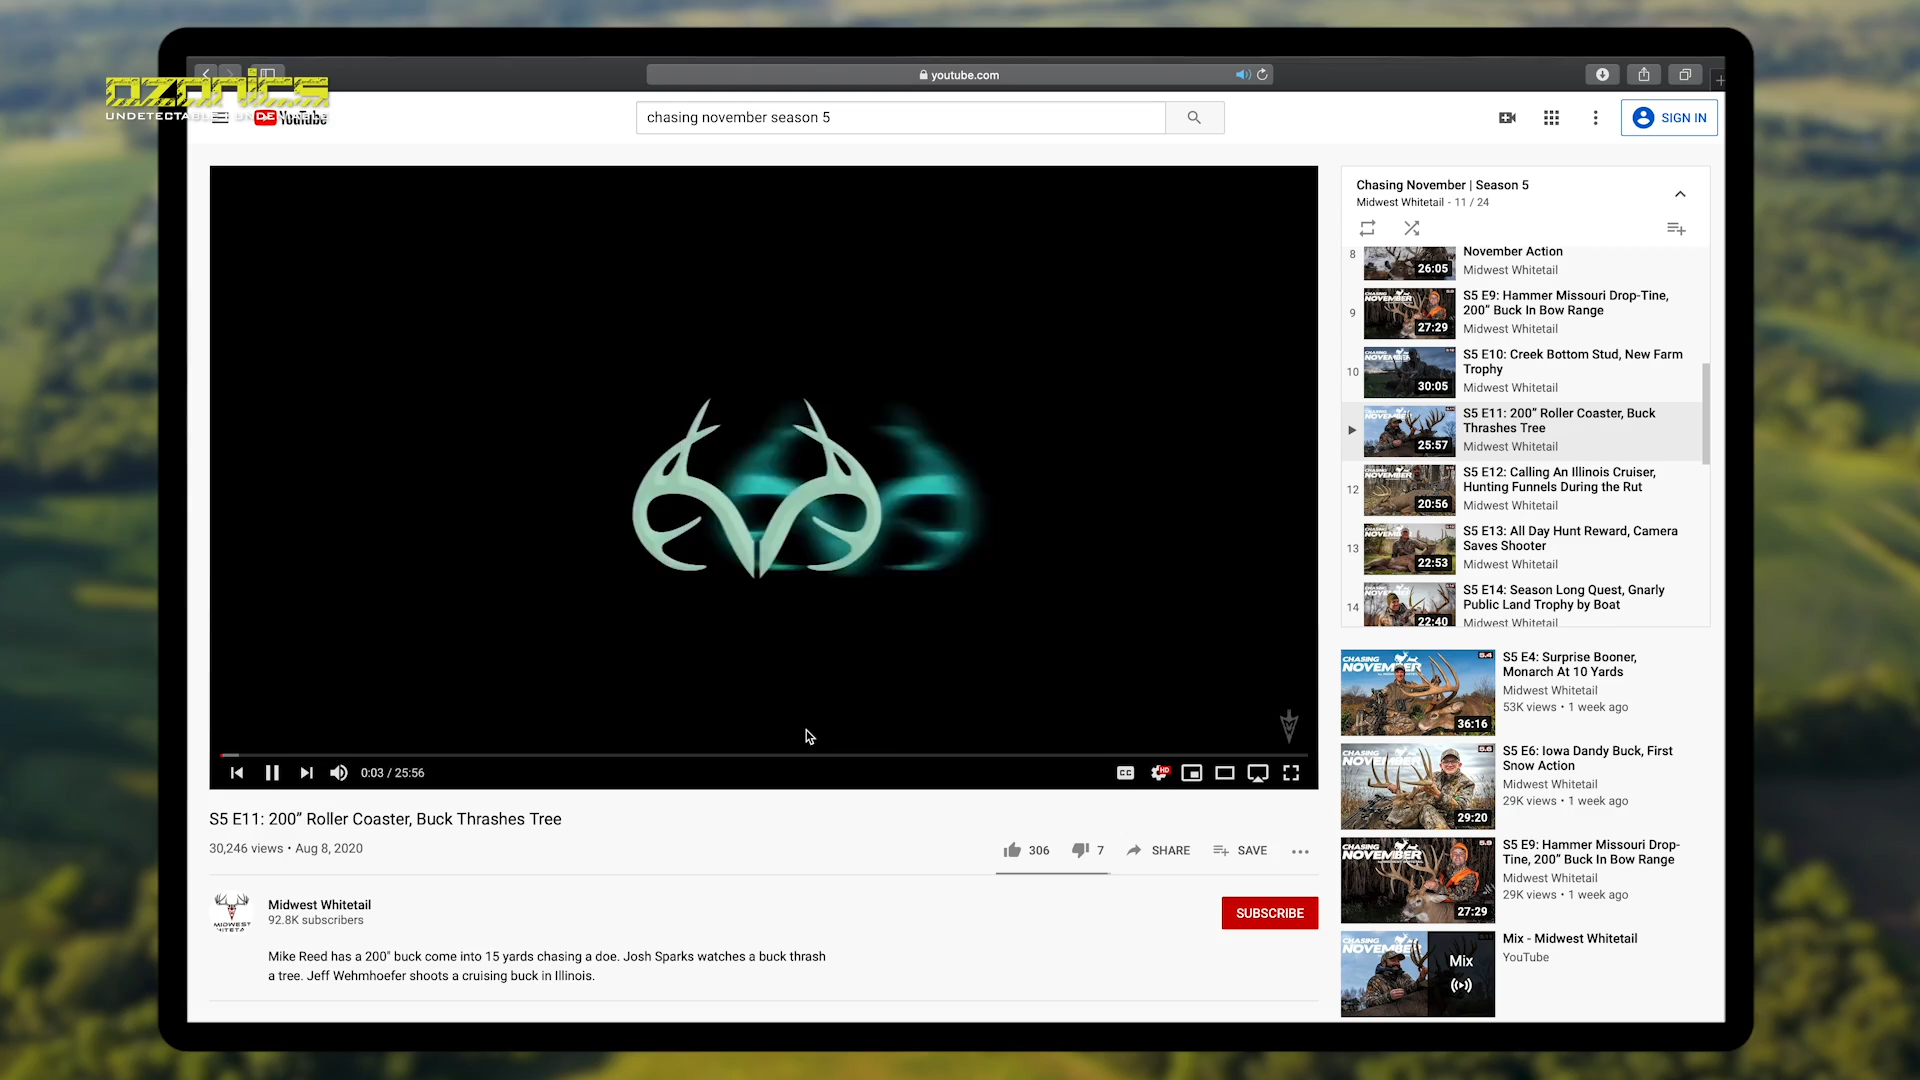 youtube.com
OZONICS
YouTube
chasing november season 5
SIGN IN
Chasing November | Season 5
Midwest Whitetail - 11 / 24
8
November Action
26:05
Midwest Whitetail
9
S5 E9: Hammer Missouri Drop-Tine,
200” Buck In Bow Range
27:29
Midwest Whitetail
10
S5 E10: Creek Bottom Stud, New Farm
Trophy
30:05
Midwest Whitetail
S5 E11: 200” Roller Coaster, Buck
Thrashes Tree
25:57
Midwest Whitetail
12
S5 E12: Calling An Illinois Cruiser,
Hunting Funnels During the Rut
20:56
Midwest Whitetail
13
S5 E13: All Day Hunt Reward, Camera
Saves Shooter
22:53
Midwest Whitetail
14
S5 E14: Season Long Quest, Gnarly
Public Land Trophy by Boat
22:40
Midwest Whitetail
0:03 / 25:56
CC
HD
S5 E11: 200” Roller Coaster, Buck Thrashes Tree
30,246 views • Aug 8, 2020
306
7
SHARE
SAVE
Midwest Whitetail
92.8K subscribers
SUBSCRIBE
Mike Reed has a 200" buck come into 15 yards chasing a doe. Josh Sparks watches a buck thrash
a tree. Jeff Wehmhoefer shoots a cruising buck in Illinois.
CHASING
NOVEMBER
36:16
S5 E4: Surprise Booner,
Monarch At 10 Yards
Midwest Whitetail
53K views • 1 week ago
29:20
S5 E6: Iowa Dandy Buck, First
Snow Action
Midwest Whitetail
29K views • 1 week ago
CHASING
NOVEMBER
27:29
S5 E9: Hammer Missouri Drop-
Tine, 200” Buck In Bow Range
Midwest Whitetail
29K views • 1 week ago
CHASING
Mix
Mix - Midwest Whitetail
YouTube